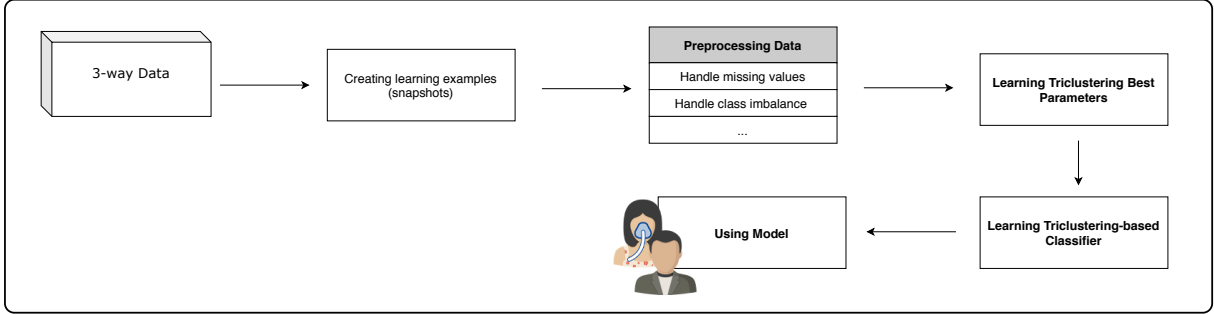 3-way Data
Creating learning examples
(snapshots)
Preprocessing Data
Handle missing values
Handle class imbalance
...
Learning Triclustering Best
Parameters
Learning Triclustering-based
Classifier
Using Model